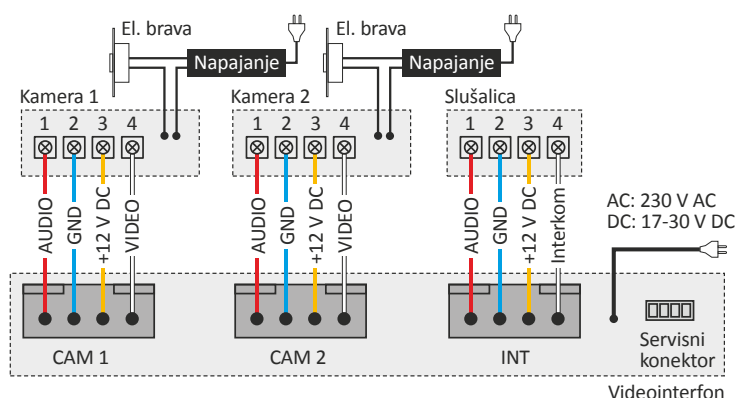 El. brava
Napajanje
El. brava
Napajanje
Kamera 1
1 2 3 4
Kamera 2
1 2 3 4
Slušalica
1 2 3 4
AUDIO
GND
+12 V DC
VIDEO
AUDIO
GND
+12 V DC
VIDEO
AUDIO
GND
+12 V DC
Interkom
AC: 230 V AC
DC: 17-30 V DC
CAM 1
CAM 2
INT
Servisni
konektor
Videointerfon